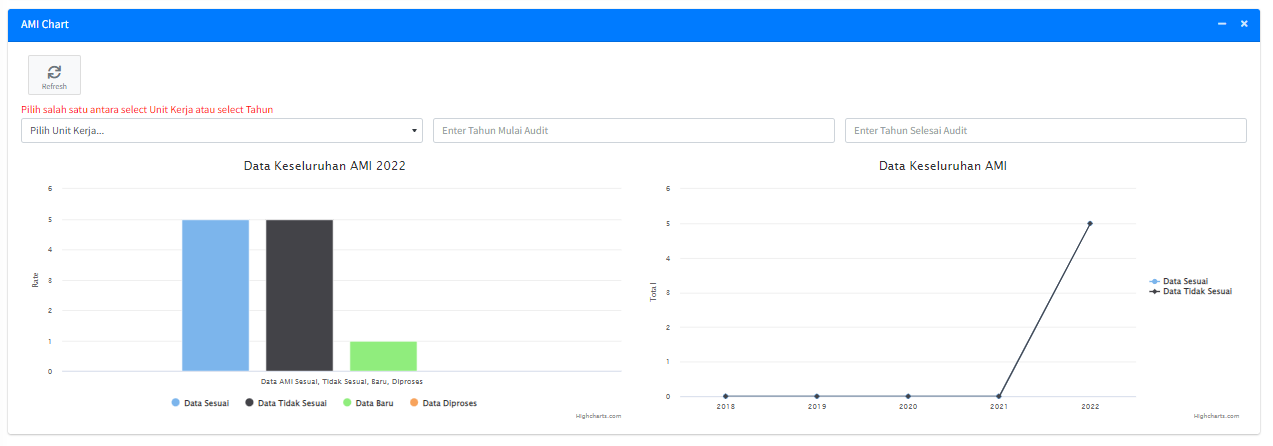 AMI Chart
Refresh
Pilih salah satu antara select Unit Kerja atau select Tahun
Pilih Unit Kerja...
Enter Tahun Mulai Audit
Enter Tahun Selesai Audit
Data Keseluruhan AMI 2022
6
5
4
3
2
1
0
Rate
Data AMI Sesuai, Tidak Sesuai, Baru, Diproses
Data Sesuai
Data Tidak Sesuai
Data Baru
Data Diproses
Highcharts.com
Data Keseluruhan AMI
6
5
4
3
2
1
0
Total
2018
2019
2020
2021
2022
Data Sesuai
Data Tidak Sesuai
Highcharts.com